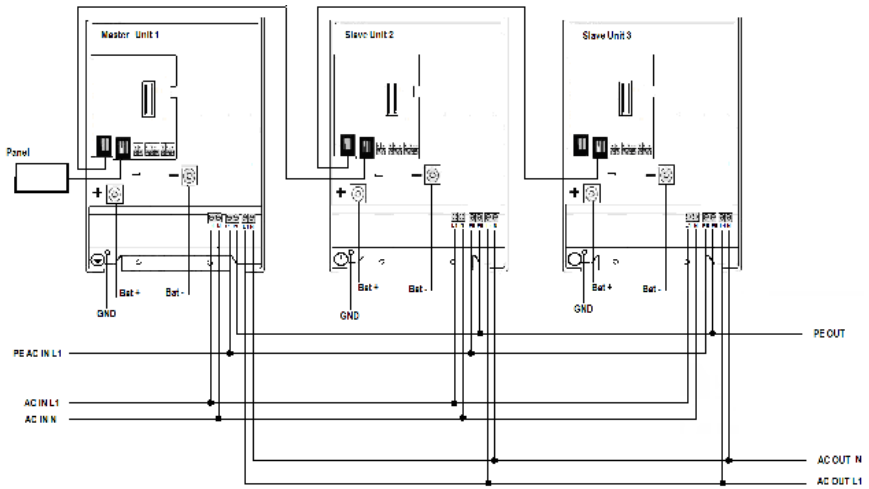 Master Unit 1
Slave Unit 2
Slave Unit 3
Panel
+
−
+
−
+
−
Bat +
Bat -
GND
Bat +
Bat -
GND
Bat +
Bat -
GND
PE OUT
PE AC IN L1
AC IN L1
AC IN N
AC OUT N
AC OUT L1